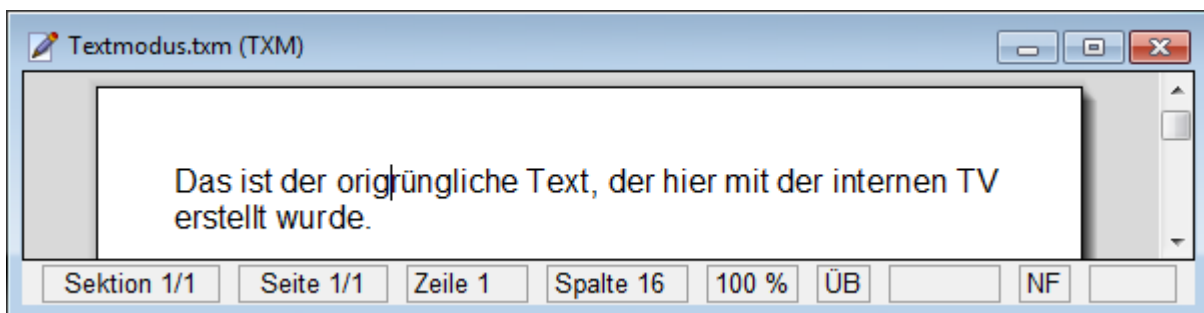 Textmodus.txm (TXM)
Das ist der origrüngliche Text, der hier mit der internen TV
erstellt wurde.
Sektion 1/1 Seite 1/1 Zeile 1 Spalte 16 100 % ÜB NF